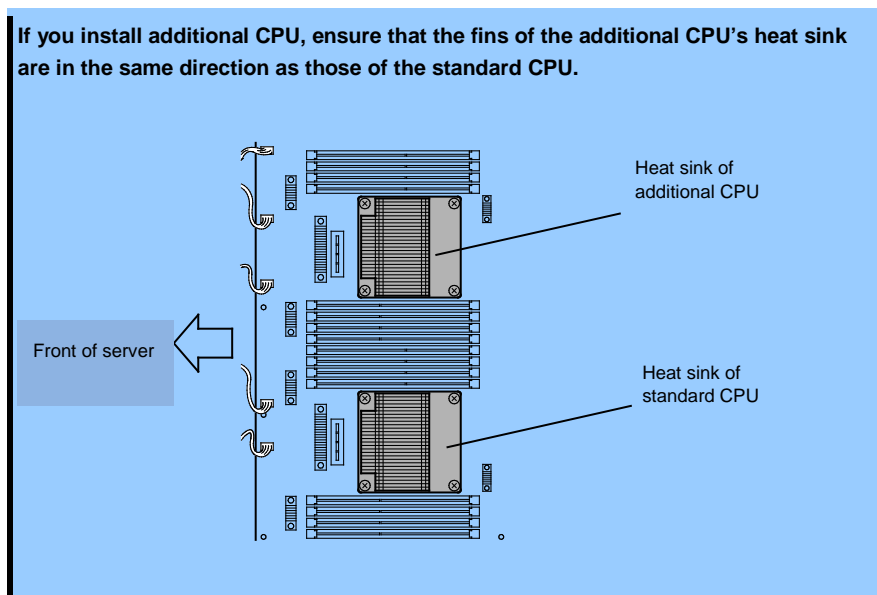 If you install additional CPU, ensure that the fins of the additional CPU's heat sink
are in the same direction as those of the standard CPU.
Heat sink of
additional CPU
Front of server
Heat sink of
standard CPU